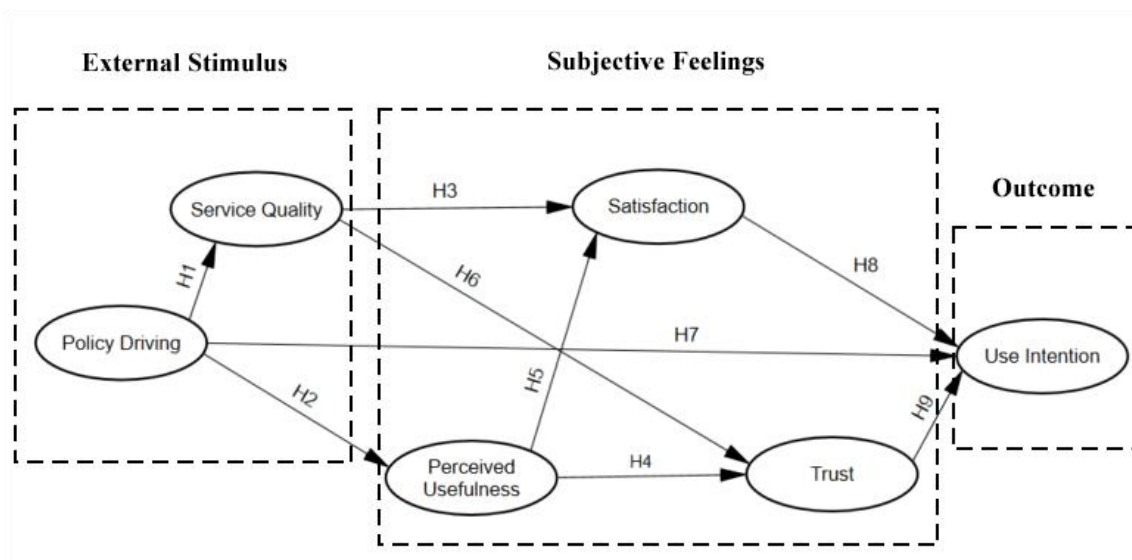 External Stimulus
Subjective Feelings
Outcome
Service Quality
H3
Satisfaction
H1
H6
H8
Policy Driving
H7
Use Intention
H2
H5
H9
Perceived
Usefulness
H4
Trust